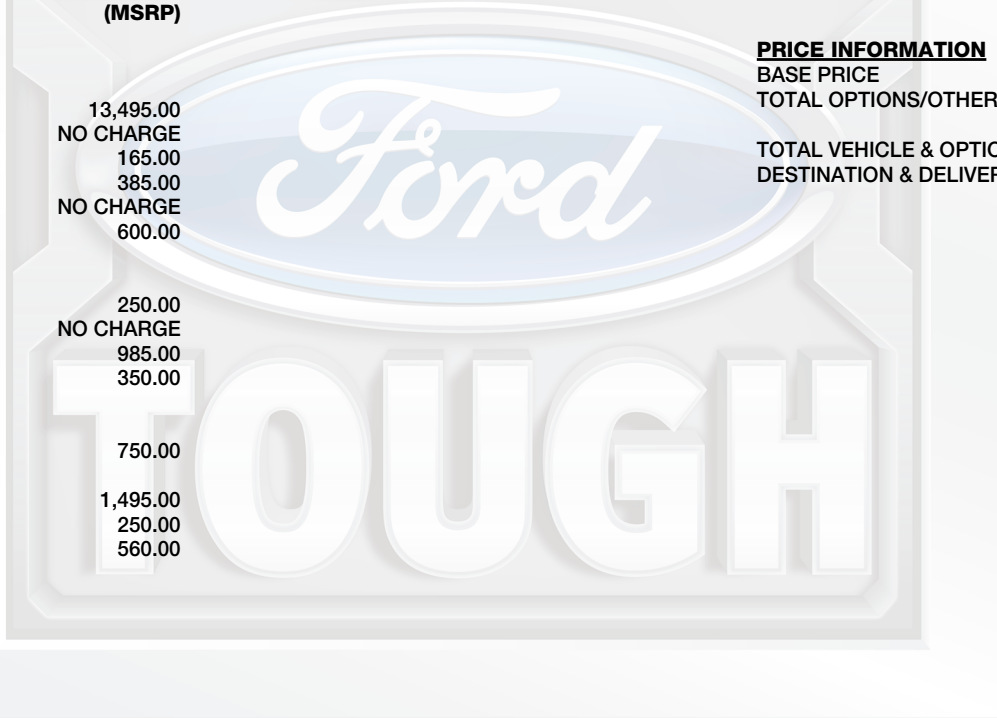 (MSRP)
13,495.00
NO CHARGE
165.00
385.00
NO CHARGE
600.00
250.00
NO CHARGE
985.00
350.00
750.00
1,495.00
250.00
560.00
PRICE INFORMATION
BASE PRICE
TOTAL OPTIONS/OTHER
TOTAL VEHICLE & OPTIO
DESTINATION & DELIVER
Ford
TOUGH